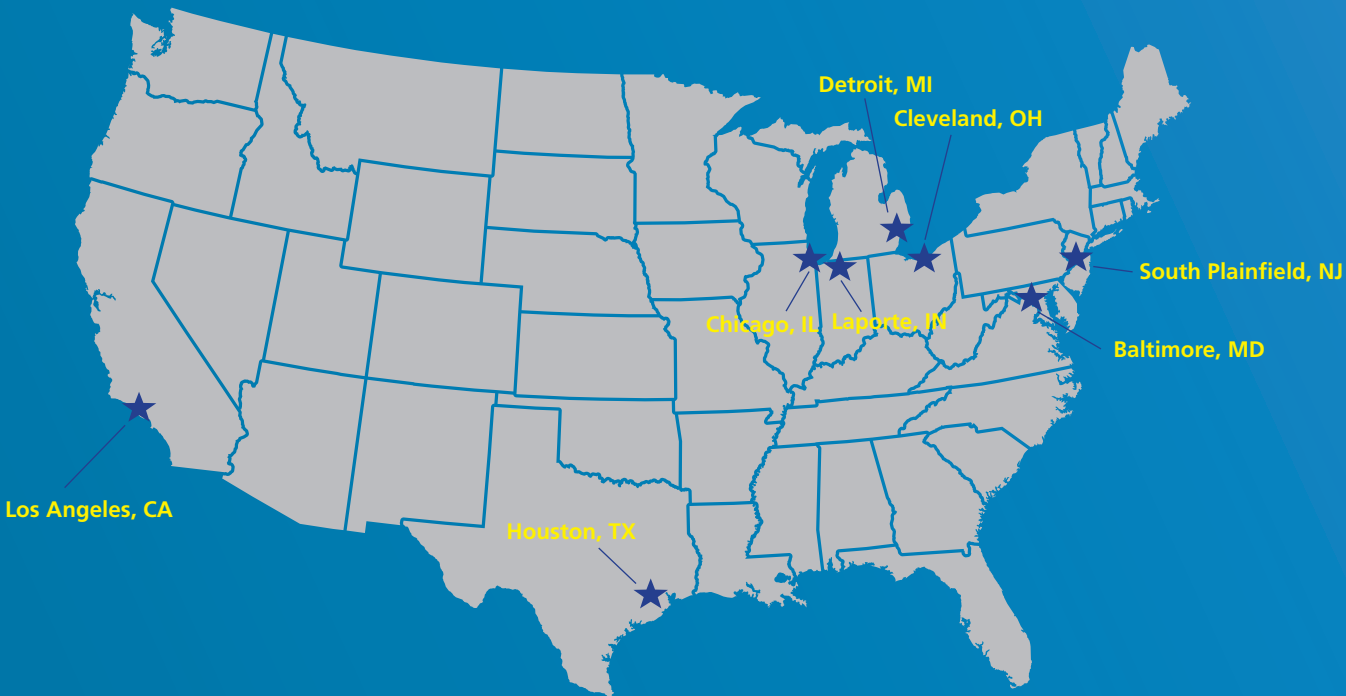 Detroit, MI
Cleveland, OH
South Plainfield, NJ
Chicago, IL
Laporte, IN
Baltimore, MD
Los Angeles, CA
Houston, TX